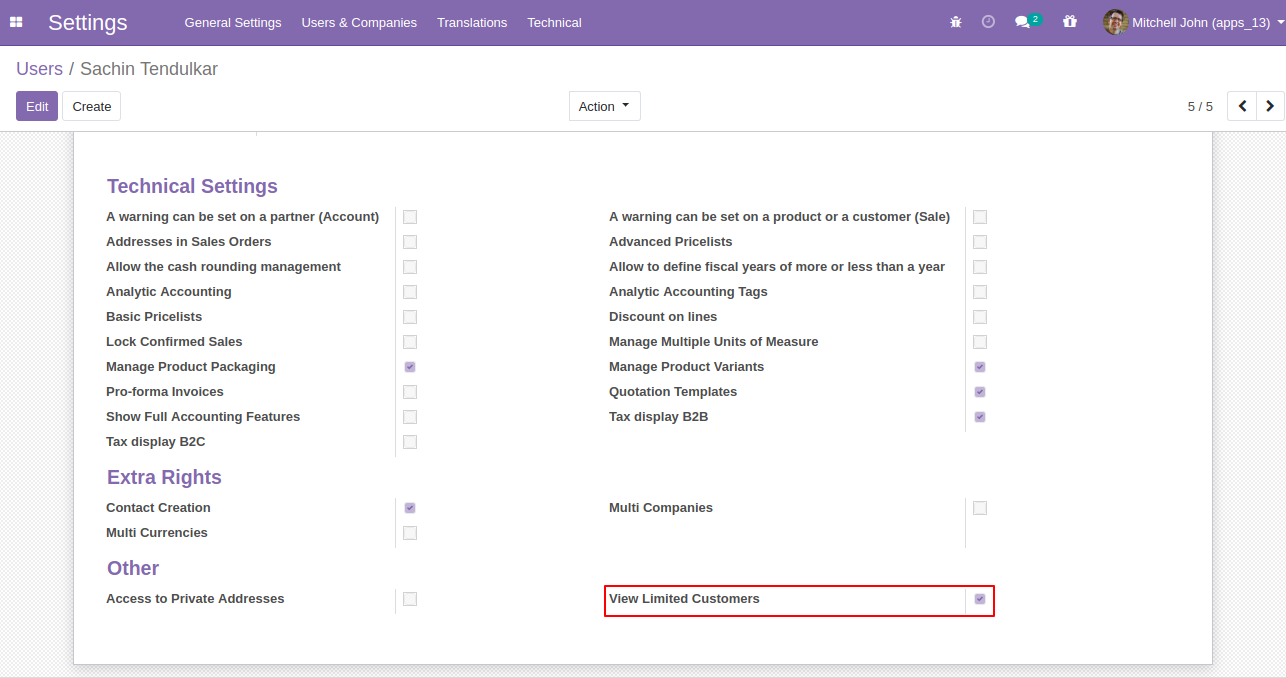 Settings General Settings Users & Companies Translations Technical 2 Mitchell John (apps_13)
Users / Sachin Tendulkar
Edit Create Action 5 / 5
Technical Settings
A warning can be set on a partner (Account) A warning can be set on a product or a customer (Sale)
Addresses in Sales Orders Advanced Pricelists
Allow the cash rounding management Allow to define fiscal years of more or less than a year
Analytic Accounting Analytic Accounting Tags
Basic Pricelists Discount on lines
Lock Confirmed Sales Manage Multiple Units of Measure
Manage Product Packaging Manage Product Variants
Pro-forma Invoices Quotation Templates
Show Full Accounting Features Tax display B2B
Tax display B2C
Extra Rights
Contact Creation Multi Companies
Multi Currencies
Other
Access to Private Addresses View Limited Customers